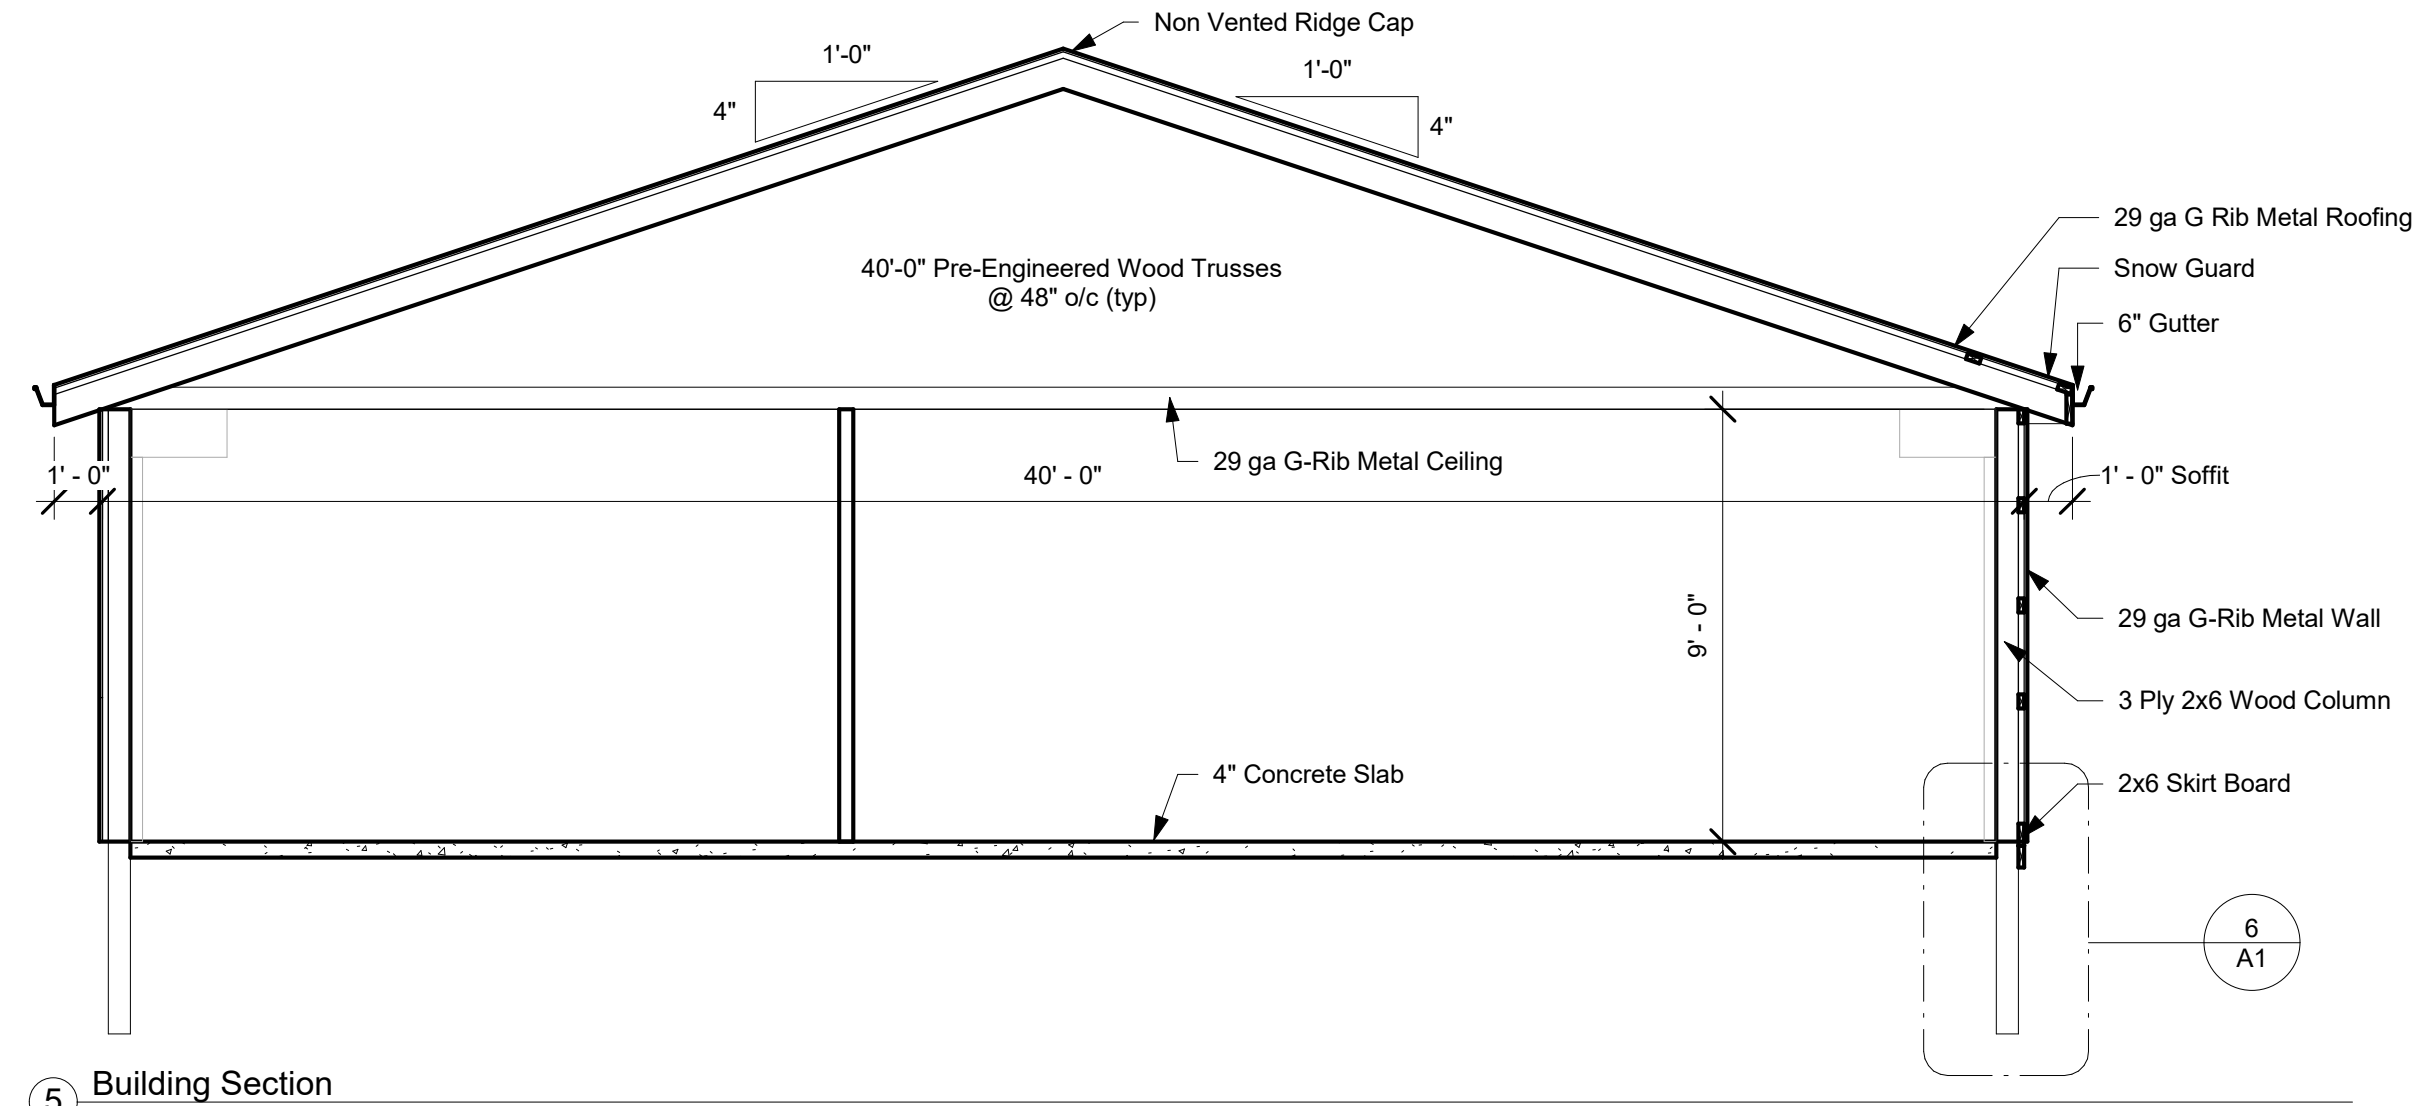 Non Vented Ridge Cap
1'-0"
1'-0"
4"
4"
29 ga G Rib Metal Roofing
40'-0" Pre-Engineered Wood Trusses
@ 48" o/c (typ)
Snow Guard
6" Gutter
29 ga G-Rib Metal Ceiling
1' - 0"
40' - 0"
1' - 0" Soffit
9' - 0"
29 ga G-Rib Metal Wall
3 Ply 2x6 Wood Column
4" Concrete Slab
2x6 Skirt Board
6
A1
Building Section
5